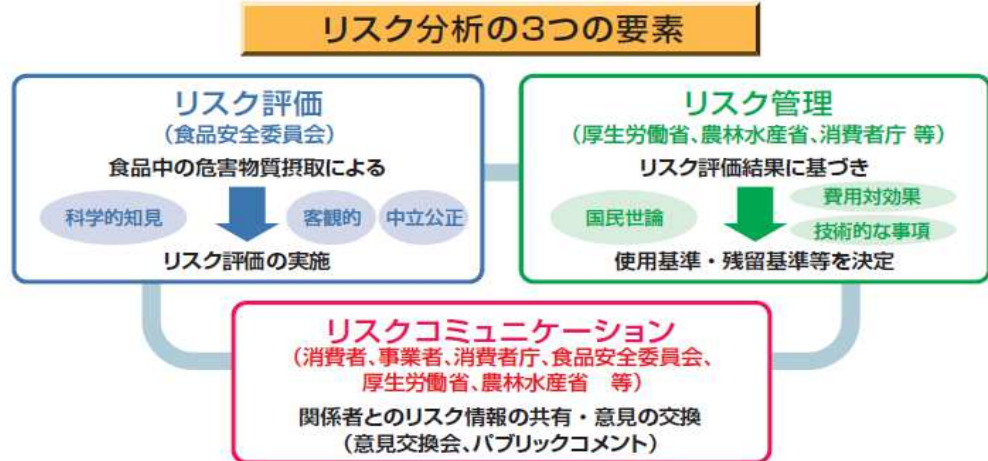 リスク分析の3つの要素
リスク評価
(食品安全委員会)
食品中の危害物質摂取による
科学的知見
客観的
中立公正
リスク評価の実施
リスク管理
(厚生労働省、農林水産省、消費者庁 等)
リスク評価結果に基づき
国民世論
費用対効果
技術的な事項
使用基準・残留基準等を決定
リスクコミュニケーション
(消費者、事業者、消費者庁、食品安全委員会、
厚生労働省、農林水産省　等)
関係者とのリスク情報の共有・意見の交換
(意見交換会、パブリックコメント)